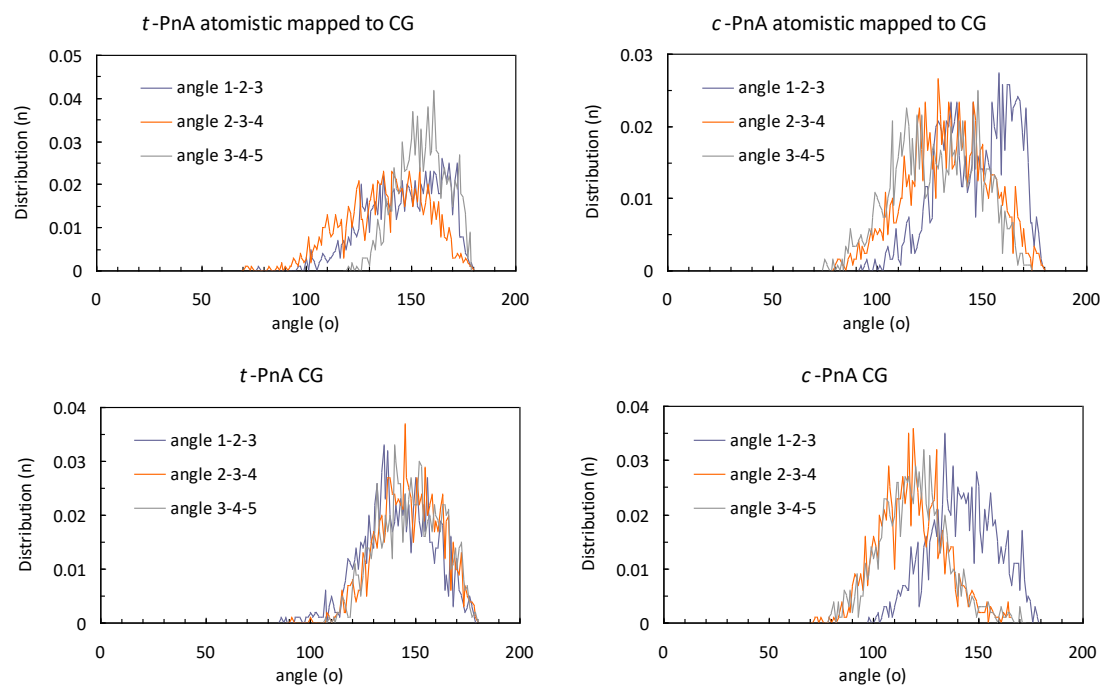 t-PnA atomistic mapped to CG
0.05
0.04
0.03
0.02
0.01
0
Distribution (n)
angle 1-2-3
angle 2-3-4
angle 3-4-5
0 50 100 150 200
angle (o)
c-PnA atomistic mapped to CG
0.03
0.02
0.01
0
Distribution (n)
angle 1-2-3
angle 2-3-4
angle 3-4-5
0 50 100 150 200
angle (o)
t-PnA CG
0.04
0.03
0.02
0.01
0
Distribution (n)
angle 1-2-3
angle 2-3-4
angle 3-4-5
0 50 100 150 200
angle (o)
c-PnA CG
0.04
0.03
0.02
0.01
0
Distribution (n)
angle 1-2-3
angle 2-3-4
angle 3-4-5
0 50 100 150 200
angle (o)